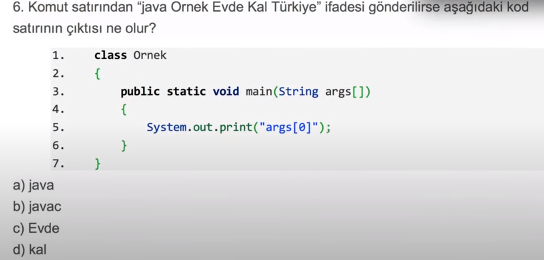 6. Komut satırından “java Ornek Evde Kal Türkiye” ifadesi gönderilirse aşağıdaki kod
satırının çıktısı ne olur?
1. class Ornek
2. {
3. public static void main(String args[])
4. {
5. System.out.print("args[0]");
6. }
7. }
a) java
b) javac
c) Evde
d) kal